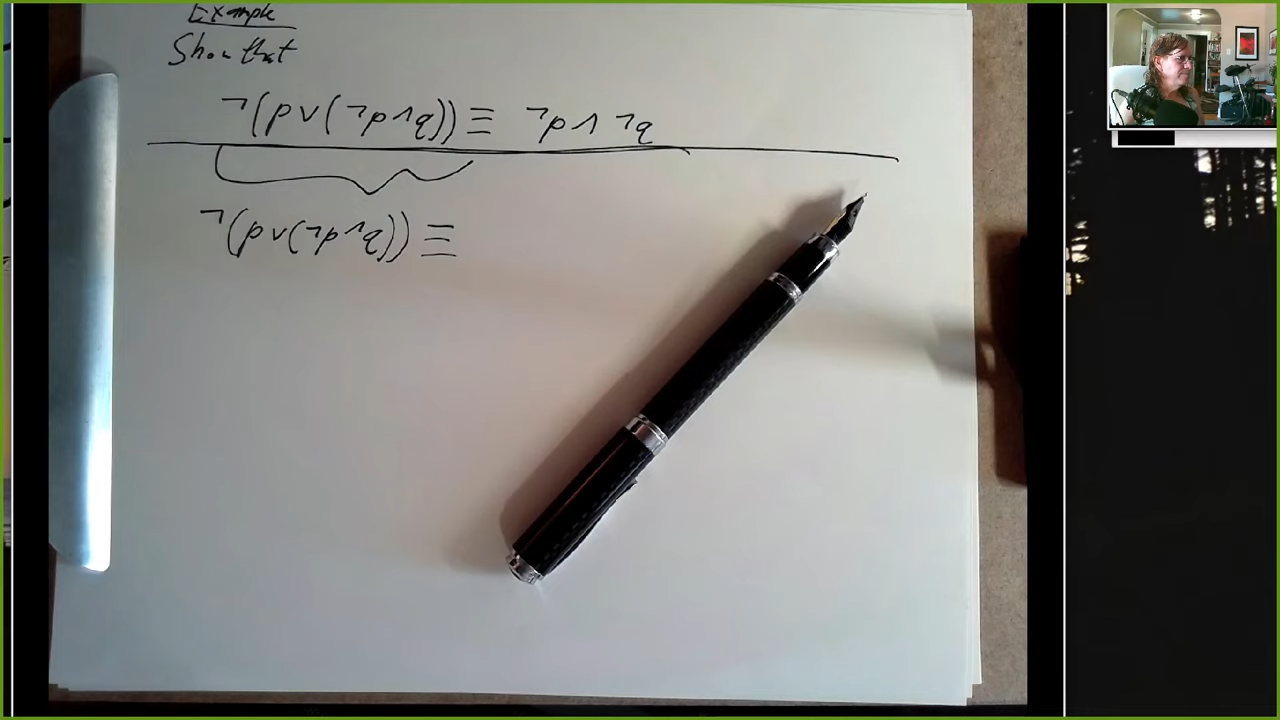 Example
Show that
¬(p∨(¬p∧q)) ≡ ¬p∧¬q
¬(p∨(¬p∧q)) ≡